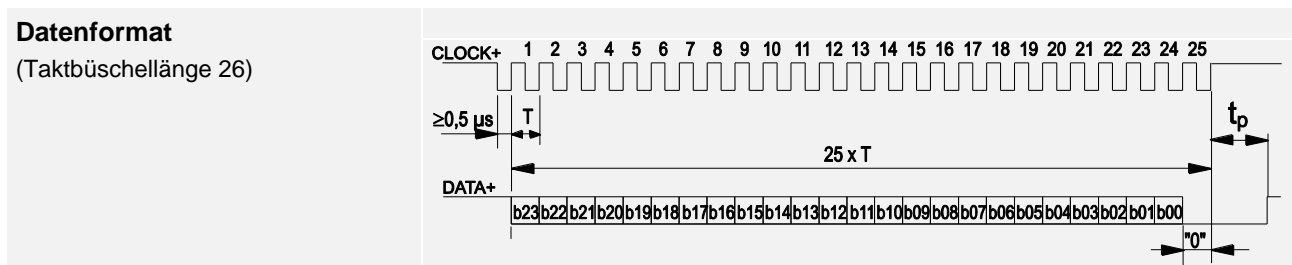 Datenformat
(Taktbüschellänge 26)
CLOCK+ 1 2 3 4 5 6 7 8 9 10 11 12 13 14 15 16 17 18 19 20 21 22 23 24 25
≥0,5 µs T tp
25 x T
DATA+
b23 b22 b21 b20 b19 b18 b17 b16 b15 b14 b13 b12 b11 b10 b09 b08 b07 b06 b05 b04 b03 b02 b01 b00
"0"